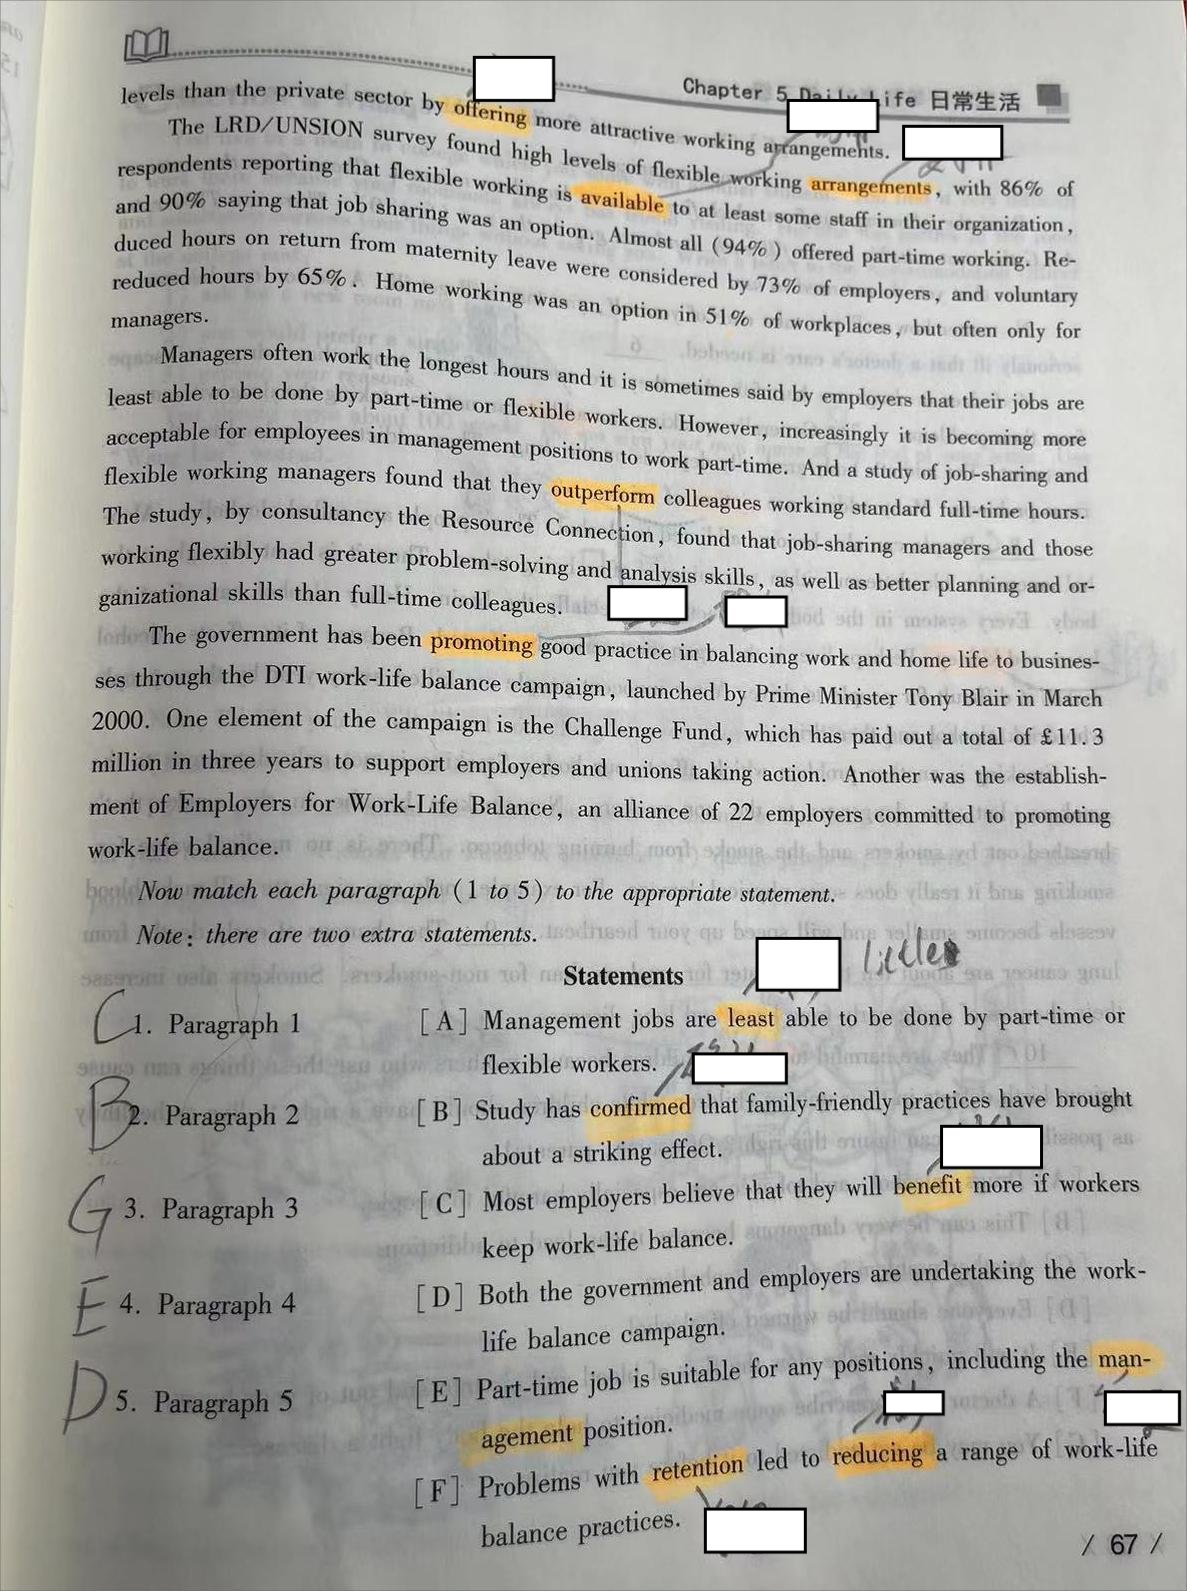 Chapter 5 Daily Life 日常生活
levels than the private sector by offering more attractive working arrangements.
The LRD/UNSION survey found high levels of flexible working arrangements, with 86% of
respondents reporting that flexible working is available to at least some staff in their organization,
and 90% saying that job sharing was an option. Almost all (94%) offered part-time working. Re-
duced hours on return from maternity leave were considered by 73% of employers, and voluntary
reduced hours by 65%. Home working was an option in 51% of workplaces, but often only for
managers.
Managers often work the longest hours and it is sometimes said by employers that their jobs are
least able to be done by part-time or flexible workers. However, increasingly it is becoming more
acceptable for employees in management positions to work part-time. And a study of job-sharing and
flexible working managers found that they outperform colleagues working standard full-time hours.
The study, by consultancy the Resource Connection, found that job-sharing managers and those
working flexibly had greater problem-solving and analysis skills, as well as better planning and or-
ganizational skills than full-time colleagues.
The government has been promoting good practice in balancing work and home life to busines-
ses through the DTI work-life balance campaign, launched by Prime Minister Tony Blair in March
2000. One element of the campaign is the Challenge Fund, which has paid out a total of £11.3
million in three years to support employers and unions taking action. Another was the establish-
ment of Employers for Work-Life Balance, an alliance of 22 employers committed to promoting
work-life balance.
Now match each paragraph (1 to 5) to the appropriate statement.
Note: there are two extra statements.
Statements
C 1. Paragraph 1 [A] Management jobs are least able to be done by part-time or
flexible workers.
B 2. Paragraph 2 [B] Study has confirmed that family-friendly practices have brought
about a striking effect.
G 3. Paragraph 3 [C] Most employers believe that they will benefit more if workers
keep work-life balance.
E 4. Paragraph 4 [D] Both the government and employers are undertaking the work-
life balance campaign.
D 5. Paragraph 5 [E] Part-time job is suitable for any positions, including the man-
agement position.
[F] Problems with retention led to reducing a range of work-life
balance practices.
/ 67 /